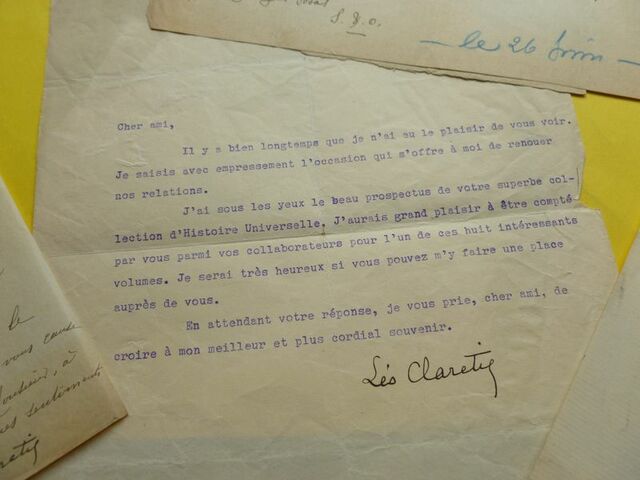 S. D. O.
le 26 juin
Cher ami,
Il y a bien longtemps que je n'ai eu le plaisir de vous voir.
Je saisis avec empressement l'occasion qui s'offre à moi de renouer
nos relations.
J'ai sous les yeux le beau prospectus de votre superbe col-
lection d'Histoire Universelle. J'aurais grand plaisir à être compté-
par vous parmi vos collaborateurs pour l'un de ces huit intéressants
volumes. Je serai très heureux si vous pouvez m'y faire une place
auprès de vous.
En attendant votre réponse, je vous prie, cher ami, de
croire à mon meilleur et plus cordial souvenir.
Léo Claretie
le
vous cause
à
sentiments